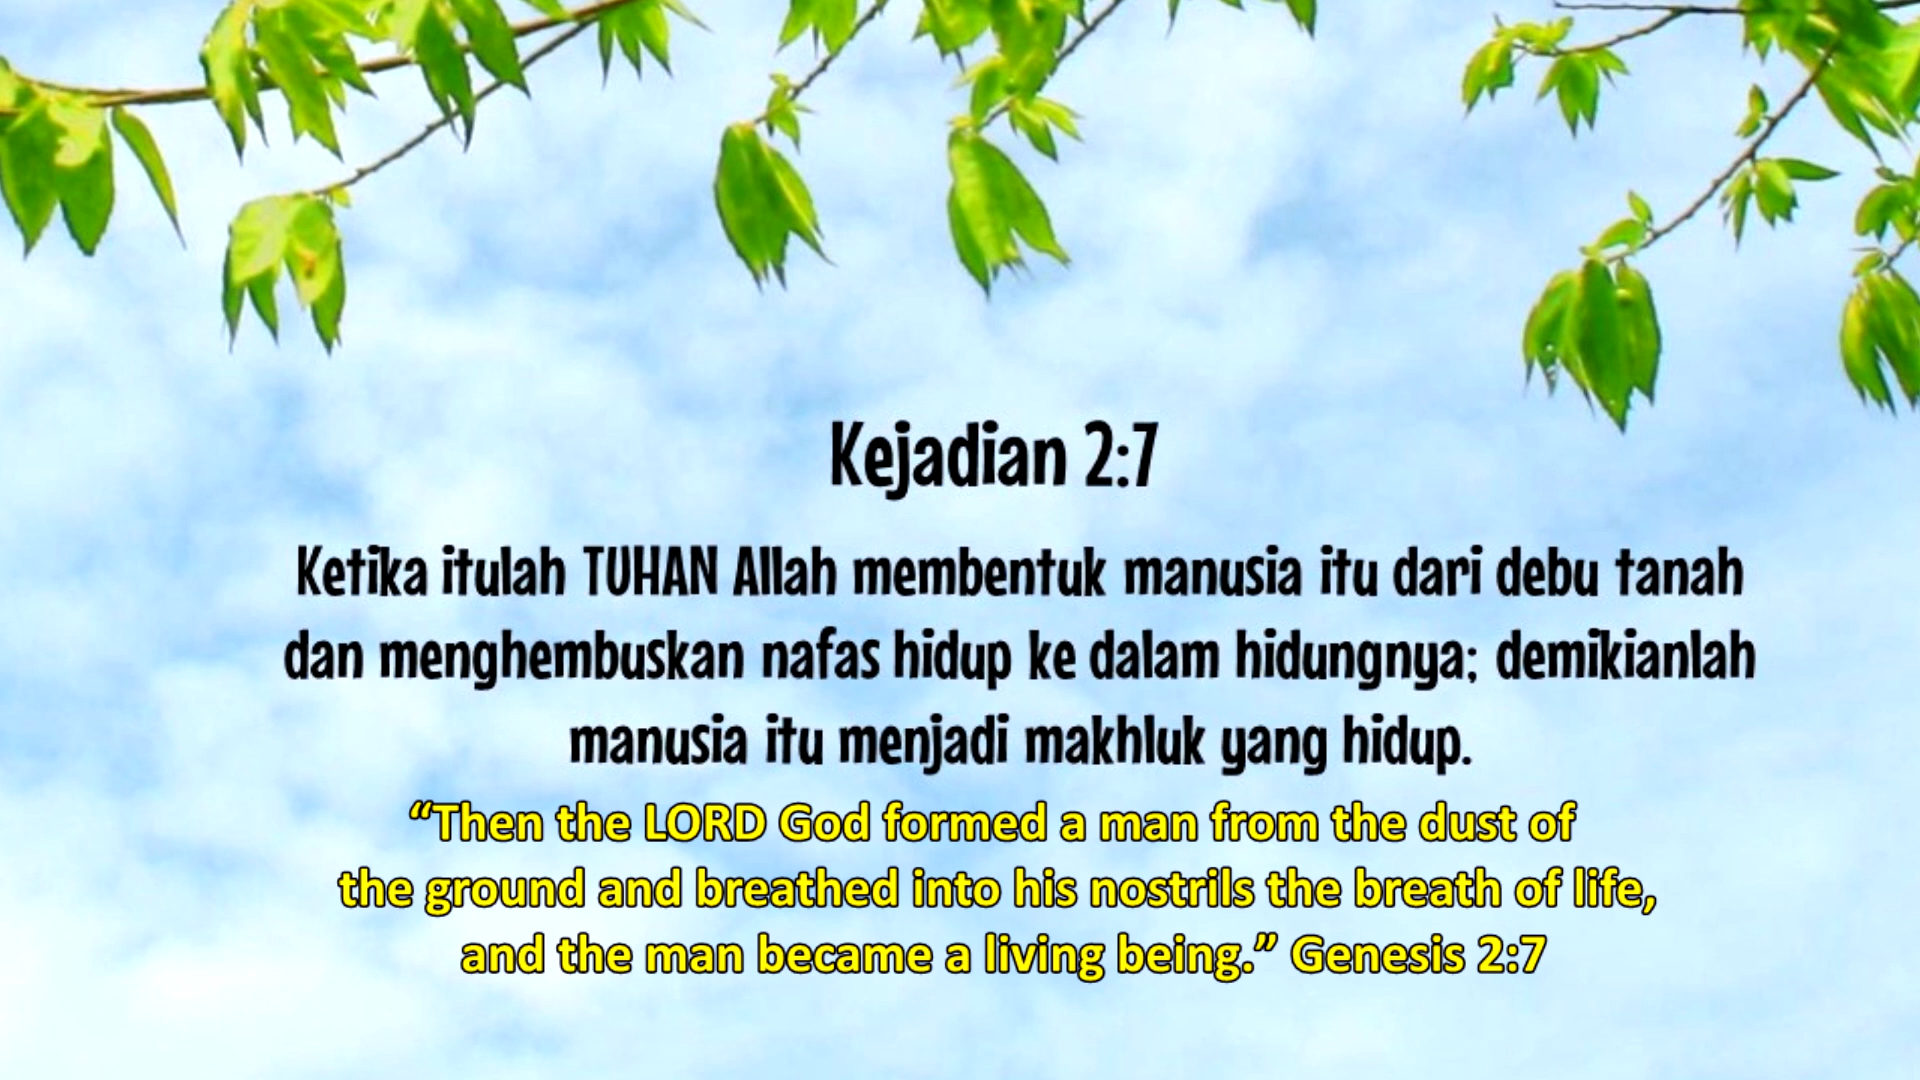 Kejadian 2:7
Ketika itulah TUHAN Allah membentuk manusia itu dari debu tanah
dan menghembuskan nafas hidup ke dalam hidungnya; demikianlah
manusia itu menjadi makhluk yang hidup.
“Then the LORD God formed a man from the dust of
the ground and breathed into his nostrils the breath of life,
and the man became a living being.” Genesis 2:7